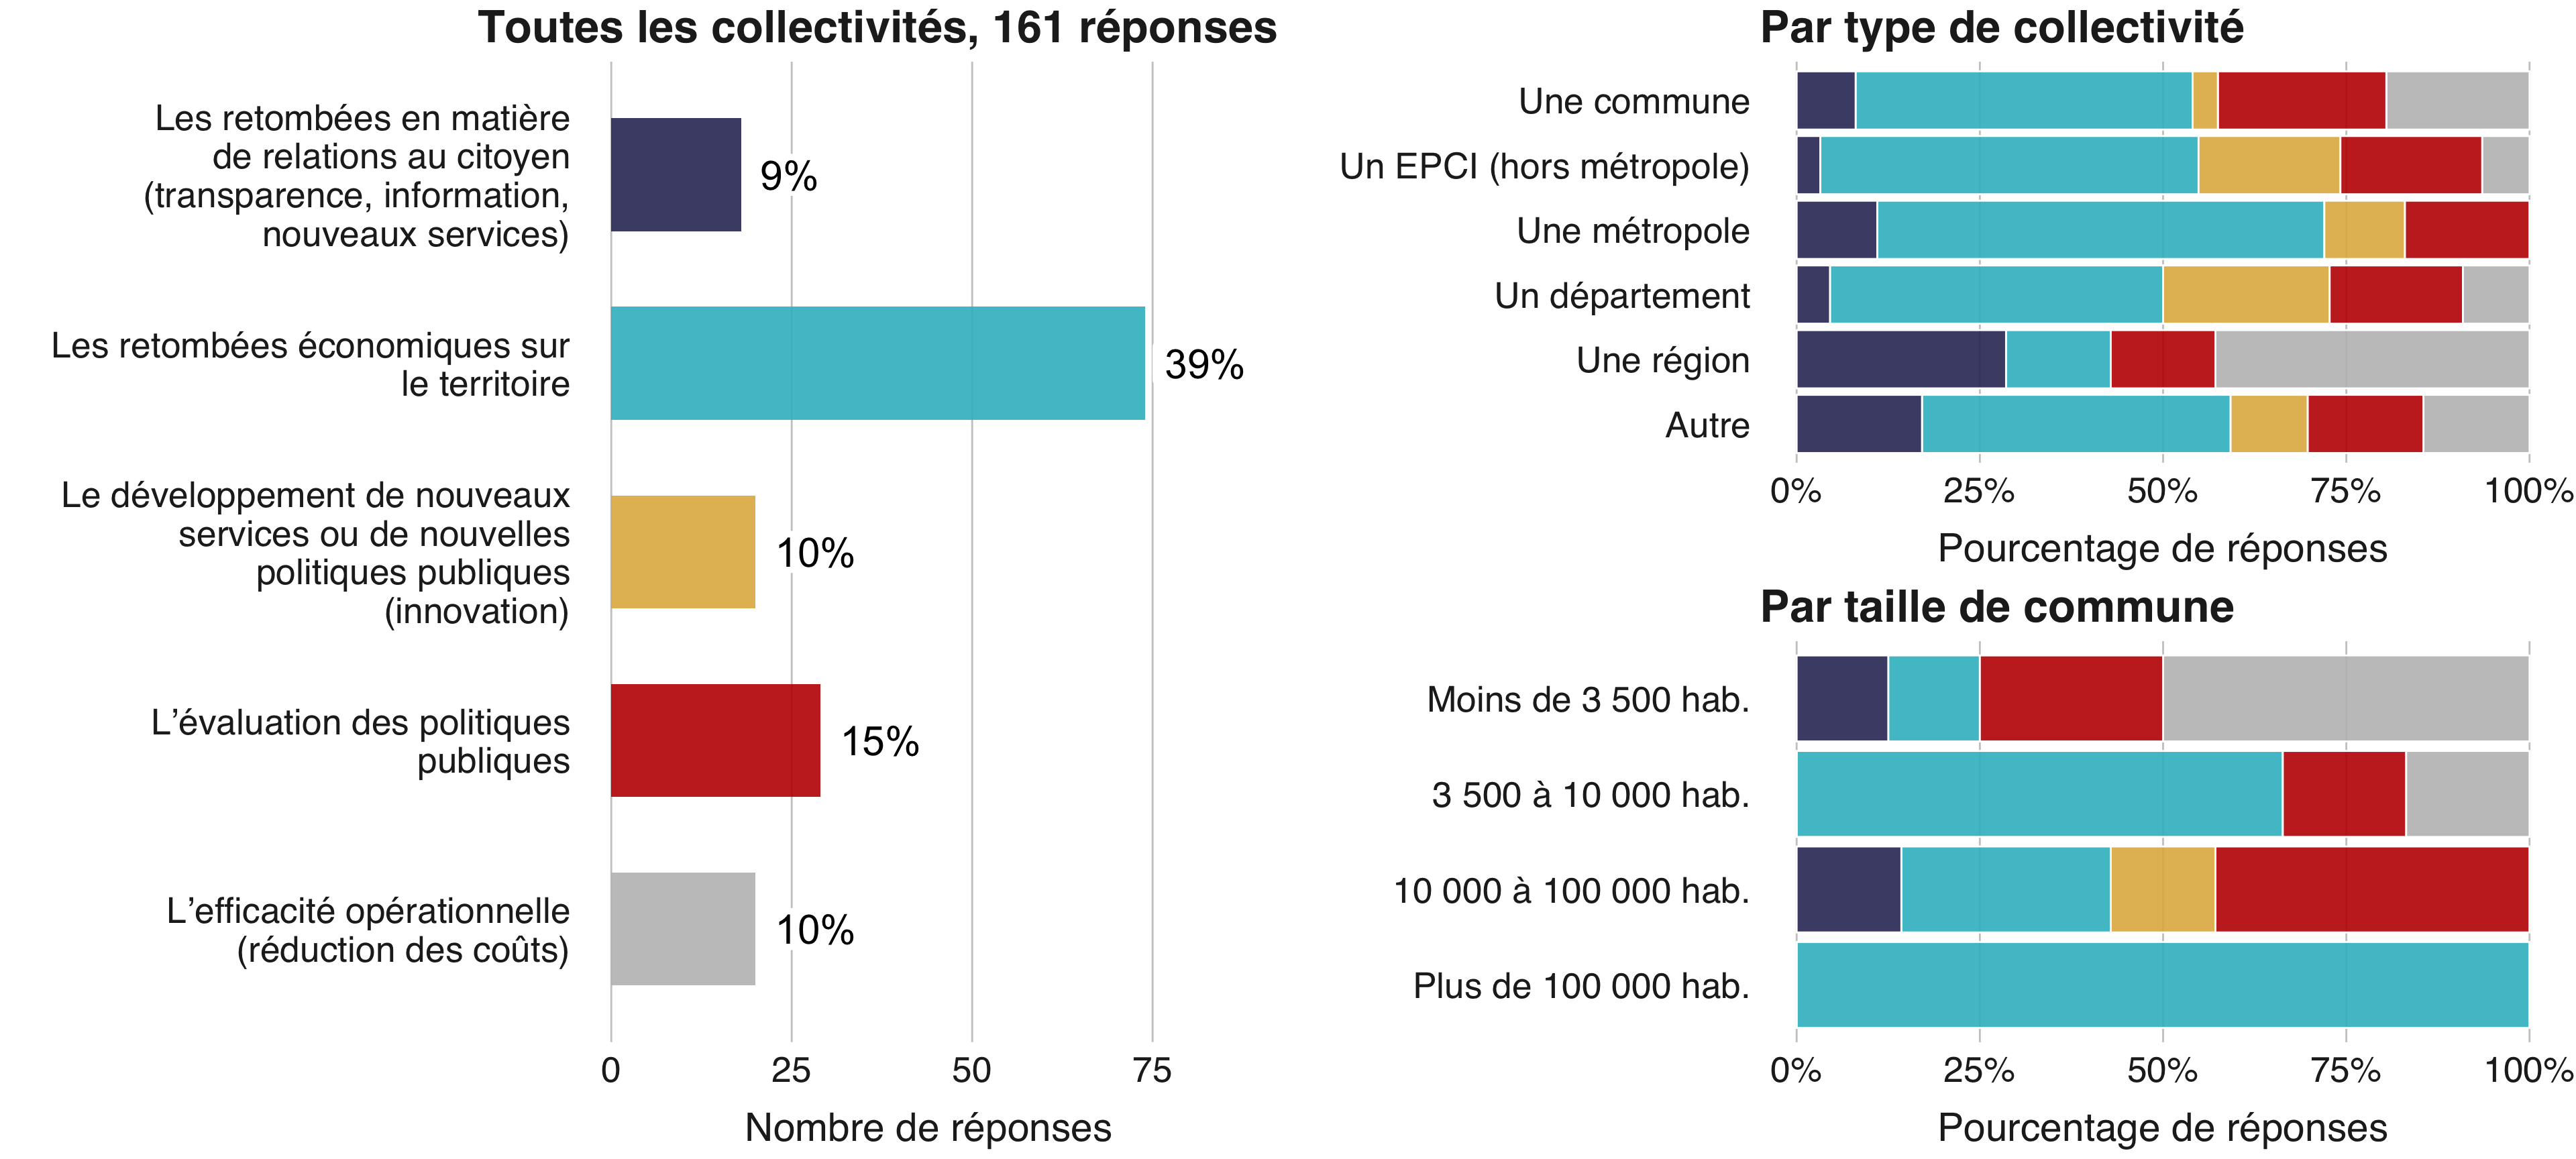 Toutes les collectivités, 161 réponses
Les retombées en matière
de relations au citoyen
(transparence, information,
nouveaux services)
9%
Les retombées économiques sur
le territoire
39%
Le développement de nouveaux
services ou de nouvelles
politiques publiques
(innovation)
10%
L’évaluation des politiques
publiques
15%
L’efficacité opérationnelle
(réduction des coûts)
10%
0 25 50 75
Nombre de réponses
Par type de collectivité
Une commune
Un EPCI (hors métropole)
Une métropole
Un département
Une région
Autre
0% 25% 50% 75% 100%
Pourcentage de réponses
Par taille de commune
Moins de 3 500 hab.
3 500 à 10 000 hab.
10 000 à 100 000 hab.
Plus de 100 000 hab.
0% 25% 50% 75% 100%
Pourcentage de réponses